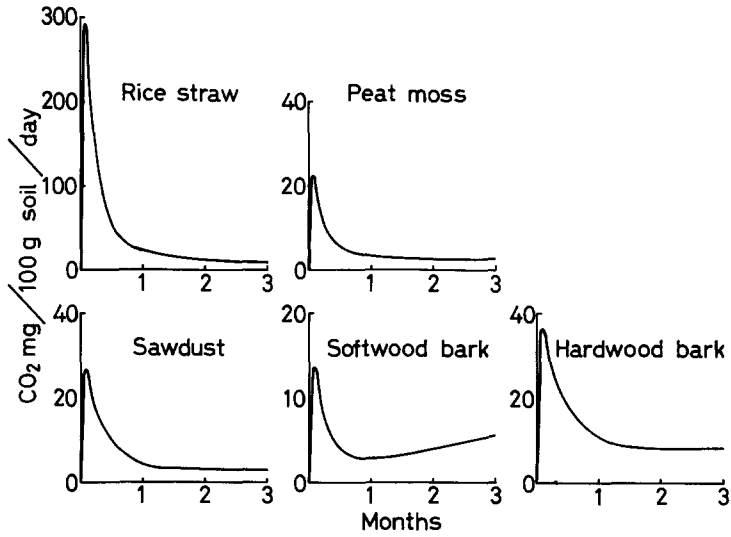 CO2 mg/100g soil/day
Rice straw
300
200
100
0
1 2 3
Peat moss
40
20
0
1 2 3
Sawdust
40
20
0
1 2 3
Softwood bark
20
10
0
1 2 3
Hardwood bark
40
20
0
1 2 3
Months